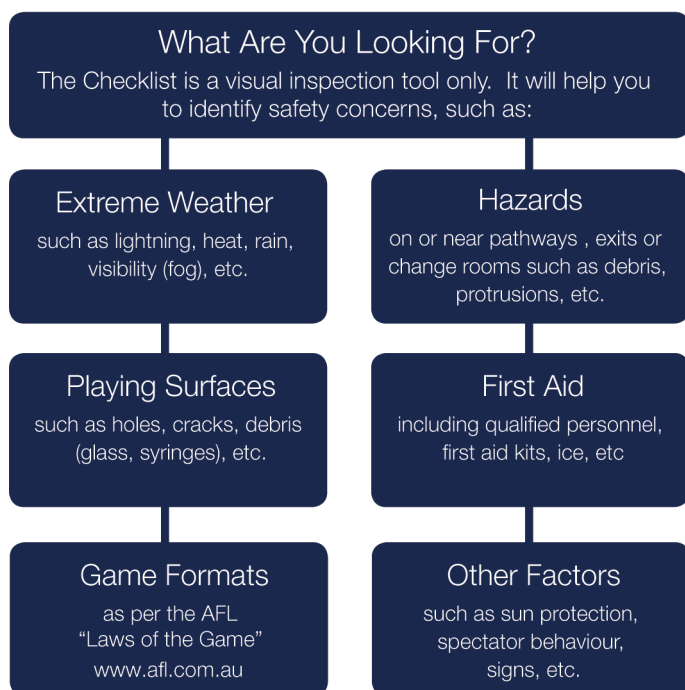 What Are You Looking For?
The Checklist is a visual inspection tool only.  It will help you
to identify safety concerns, such as:
Extreme Weather
such as lightning, heat, rain,
visibility (fog), etc.
Hazards
on or near pathways , exits or
change rooms such as debris,
protrusions, etc.
Playing Surfaces
such as holes, cracks, debris
(glass, syringes), etc.
First Aid
including qualified personnel,
first aid kits, ice, etc
Game Formats
as per the AFL
“Laws of the Game”
www.afl.com.au
Other Factors
such as sun protection,
spectator behaviour,
signs, etc.